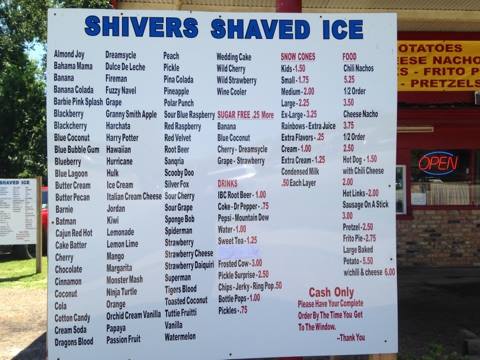 SHIVERS SHAVED ICE
Almond Joy
Bahama Mama
Banana
Banana Colada
Barbie Pink Splash
Blackberry
Blackcherry
Blue Coconut
Blue Bubble Gum
Blueberry
Blue Lagoon
Butter Cream
Butter Pecan
Barnie
Batman
Cajun Red Hot
Cake Batter
Cherry
Chocolate
Cinnamon
Coconut
Cola
Cotton Candy
Cream Soda
Dragons Blood
Dreamsycle
Dulce De Leche
Fireman
Fuzzy Navel
Grape
Granny Smith Apple
Harchata
Harry Potter
Hawaiian
Hurricane
Hulk
Ice Cream
Italian Cream Cheese
Jordan
Kiwi
Lemonade
Lemon Lime
Mango
Margarita
Monster Mash
Ninja Turtle
Orange
Orchid Cream Vanilla
Papaya
Passion Fruit
Peach
Pickle
Pina Colada
Pineapple
Polar Punch
Sour Blue Raspberry
Red Raspberry
Red Velvet
Root Beer
Sangria
Scooby Doo
Silver Fox
Sour Cherry
Sour Grape
Sponge Bob
Spiderman
Strawberry
Strawberry Cheese
Strawberry Daiquiri
Superman
Tigers Blood
Toasted Coconut
Tuttie Fruitti
Vanilla
Watermelon
Wedding Cake
Wild Cherry
Wild Strawberry
Wine Cooler
SUGAR FREE .25 More
Banana
Blue Coconut
Cherry - Dreamsycle
Grape - Strawberry
DRINKS
IBC Root Beer - 1.00
Coke - Dr Pepper - .75
Pepsi - Mountain Dew
Water - 1.00
Sweet Tea - 1.25
Frosted Cow - 3.00
Pickle Surprise - 2.50
Chips - Jerky - Ring Pop .50
Bottle Pops - 1.00
Pickles - .75
SNOW CONES
Kids - 1.50
Small - 1.75
Medium - 2.00
Large - 2.25
Ex-Large - 3.25
Rainbows - Extra Juice
Extra Flavors - .25
Cream - 1.00
Extra Cream - 1.25
Condensed Milk
.50 Each Layer
FOOD
Chili Nachos
5.25
1/2 Order
3.50
Cheese Nacho
3.75
1/2 Order
2.50
Hot Dog - 1.50
with Chili Cheese
2.00
Hot Links - 2.00
Sausage On A Stick
3.00
Pretzel - 2.50
Frito Pie - 2.75
Large Baked
Potato - 5.50
w/chili & cheese 6.00
Cash Only
Please Have Your Complete
Order By The Time You Get
To The Window.
~Thank You
OTATOES
EESE NACHO
S - FRITO P
- PRETZELS
OPEN
SHAVED ICE